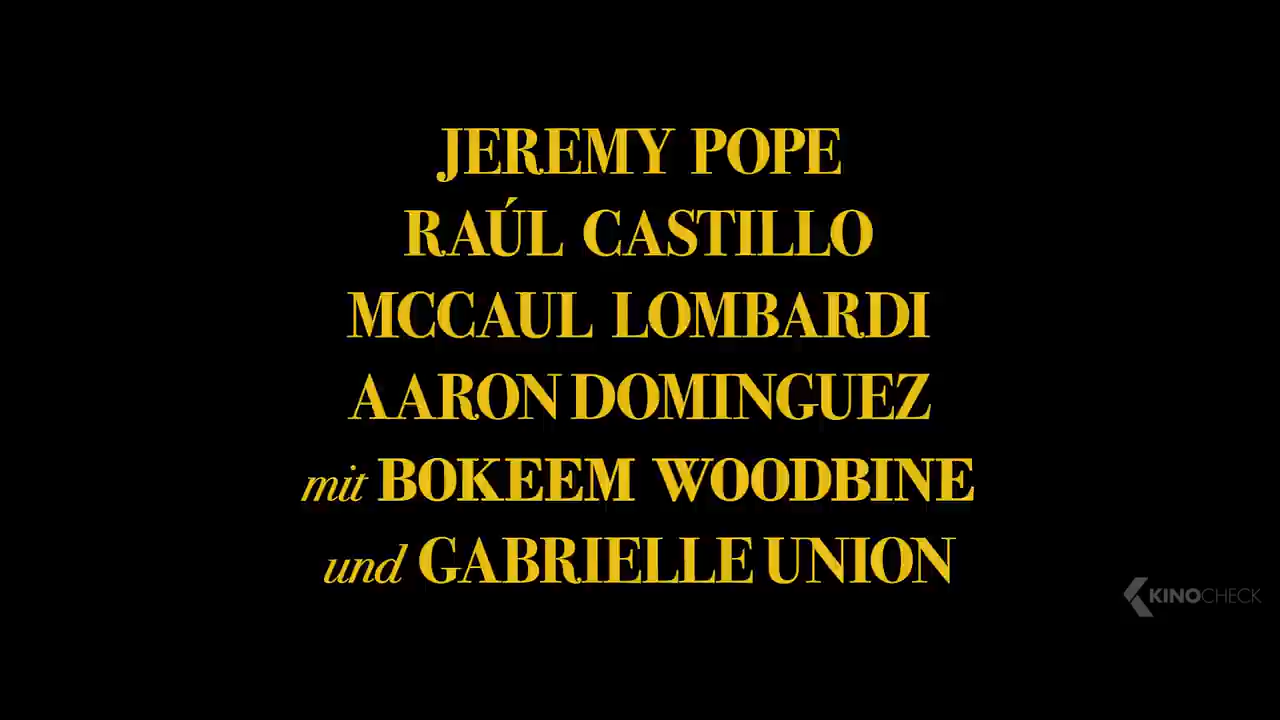 JEREMY POPE
RAÚL CASTILLO
MCCAUL LOMBARDI
AARON DOMINGUEZ
mit BOKEEM WOODBINE
und GABRIELLE UNION
KINOCHECK